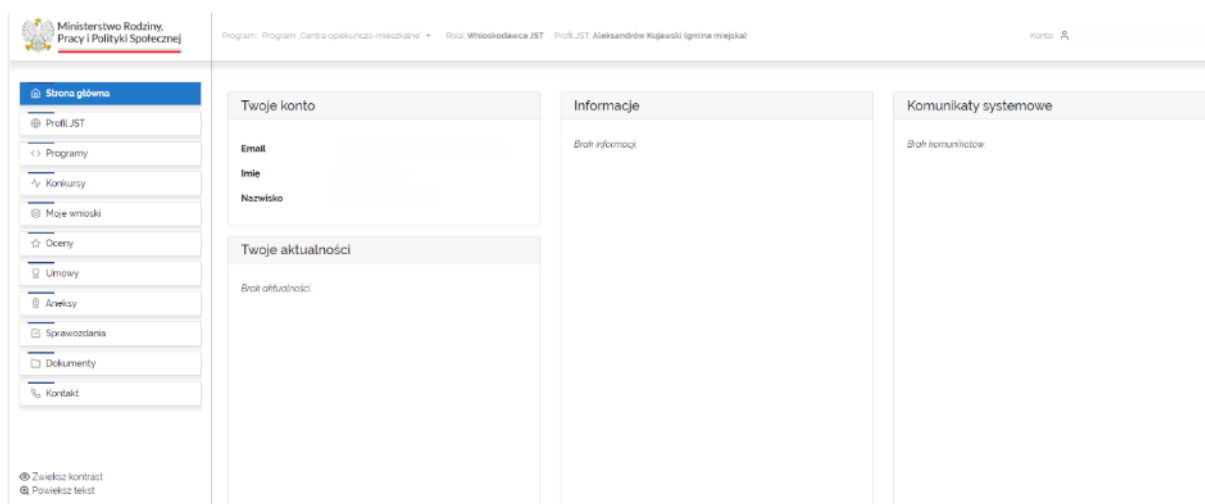 Ministerstwo Rodziny,
Pracy i Polityki Społecznej
Program: Program „Centra opiekuńczo-mieszkalne” Rola: Wnioskodawca JST Profil JST: Aleksandrów Kujawski (gmina miejska) Konto:
Strona główna
Profil JST
Programy
Konkursy
Moje wnioski
Oceny
Umowy
Aneksy
Sprawozdania
Dokumenty
Kontakt
Zwiększ kontrast
Powiększ tekst
Twoje konto
Email
Imię
Nazwisko
Twoje aktualności
Brak aktualności.
Informacje
Brak informacji.
Komunikaty systemowe
Brak komunikatów.